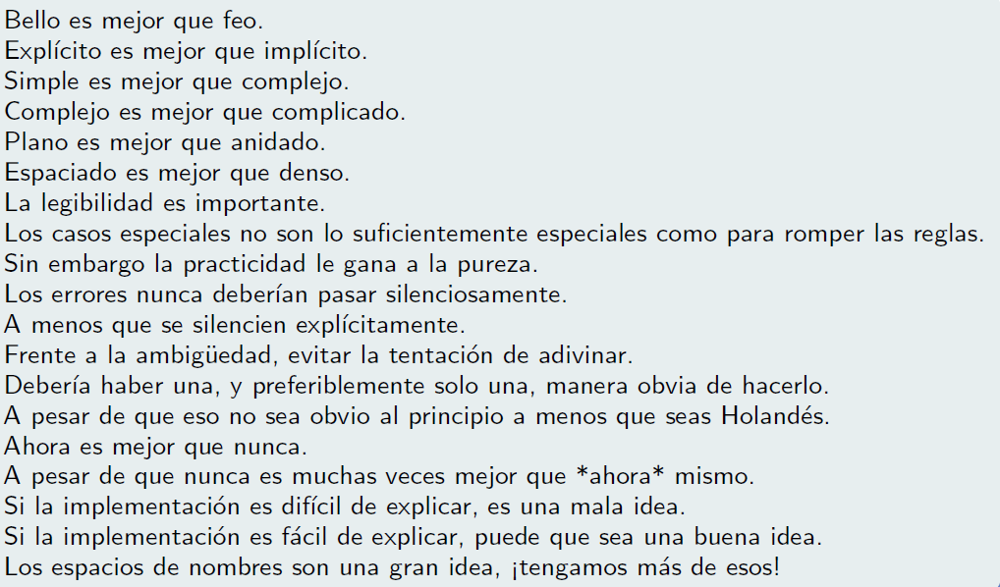 Bello es mejor que feo.
Explícito es mejor que implícito.
Simple es mejor que complejo.
Complejo es mejor que complicado.
Plano es mejor que anidado.
Espaciado es mejor que denso.
La legibilidad es importante.
Los casos especiales no son lo suficientemente especiales como para romper las reglas.
Sin embargo la practicidad le gana a la pureza.
Los errores nunca deberían pasar silenciosamente.
A menos que se silencien explícitamente.
Frente a la ambigüedad, evitar la tentación de adivinar.
Debería haber una, y preferiblemente solo una, manera obvia de hacerlo.
A pesar de que eso no sea obvio al principio a menos que seas Holandés.
Ahora es mejor que nunca.
A pesar de que nunca es muchas veces mejor que *ahora* mismo.
Si la implementación es difícil de explicar, es una mala idea.
Si la implementación es fácil de explicar, puede que sea una buena idea.
Los espacios de nombres son una gran idea, ¡tengamos más de esos!